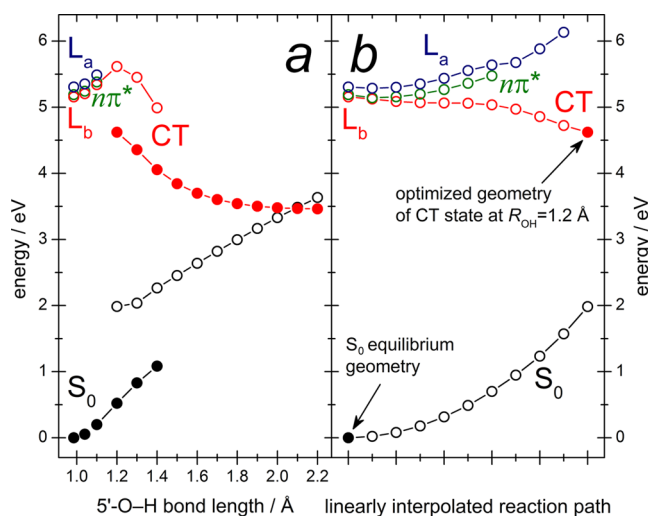 a
b
energy / eV
6
5
4
3
2
1
0
L_a
nπ*
L_b
CT
S_0
1.0 1.2 1.4 1.6 1.8 2.0 2.2
5'-O–H bond length / Å
L_a
nπ*
L_b
CT
optimized geometry
of CT state at R_OH=1.2 Å
S_0 equilibrium
geometry
S_0
6
5
4
3
2
1
0
energy / eV
linearly interpolated reaction path